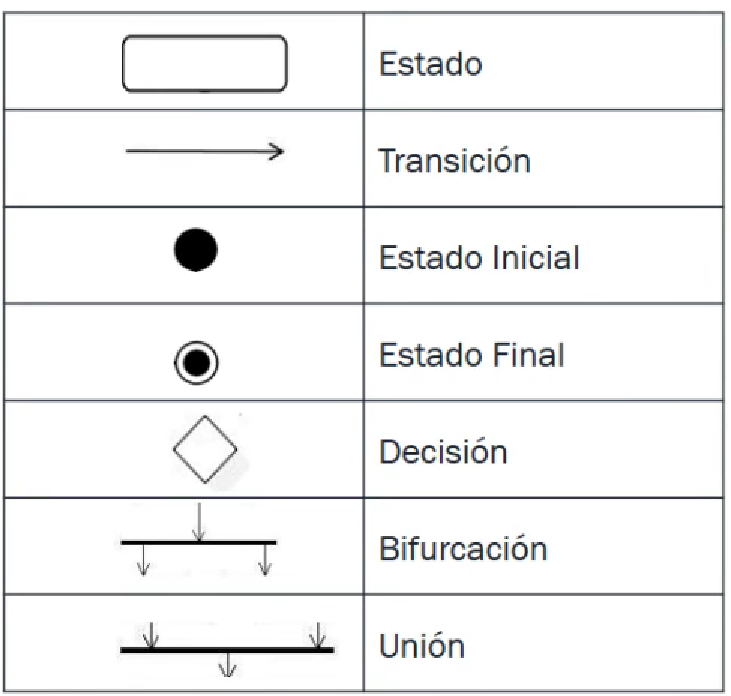 Estado
Transición
Estado Inicial
Estado Final
Decisión
Bifurcación
Unión